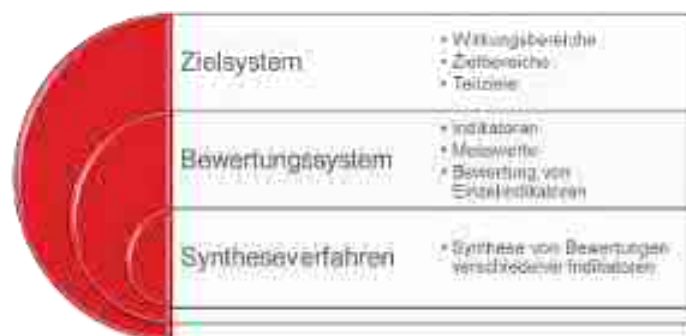 Zielsystem
• Wirkungsbereiche
• Zielbereiche
• Teilziele
Bewertungssystem
• Indikatoren
• Messwerte
• Bewertung von
Einzelindikatoren
Syntheseverfahren
• Synthese von Bewertungen
verschiedener Indikatoren